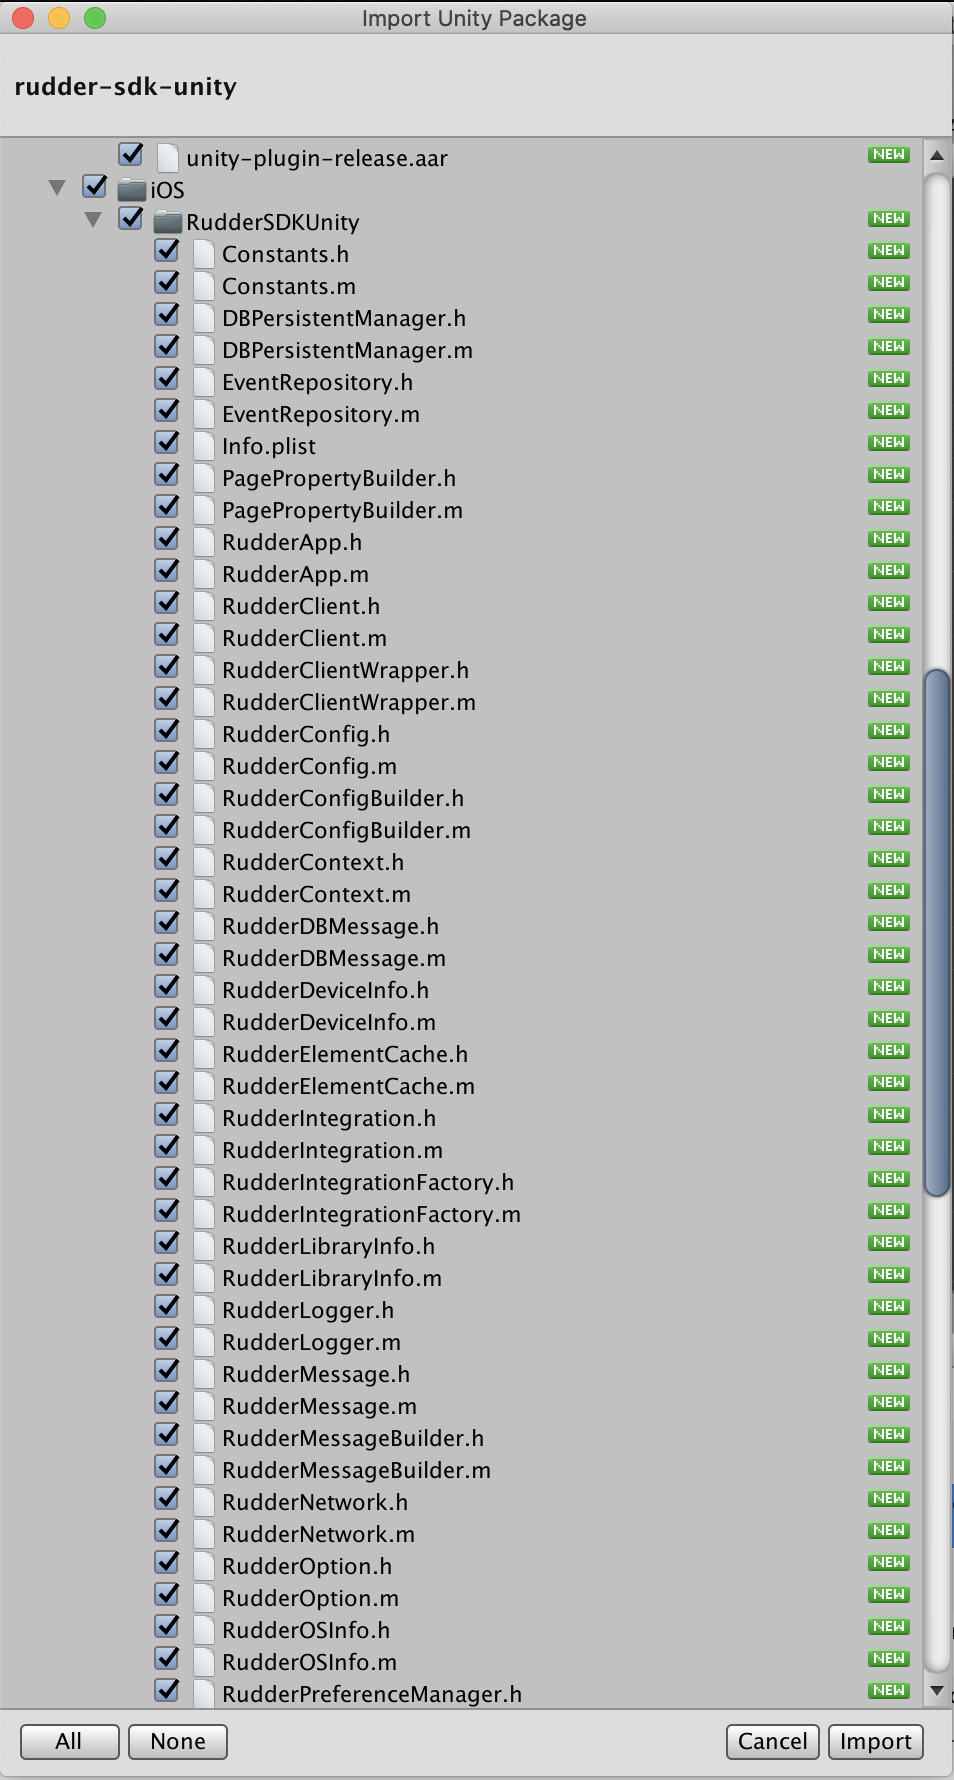 Import Unity Package
rudder-sdk-unity
unity-plugin-release.aar NEW
iOS
RudderSDKUnity NEW
Constants.h NEW
Constants.m NEW
DBPersistentManager.h NEW
DBPersistentManager.m NEW
EventRepository.h NEW
EventRepository.m NEW
Info.plist NEW
PagePropertyBuilder.h NEW
PagePropertyBuilder.m NEW
RudderApp.h NEW
RudderApp.m NEW
RudderClient.h NEW
RudderClient.m NEW
RudderClientWrapper.h NEW
RudderClientWrapper.m NEW
RudderConfig.h NEW
RudderConfig.m NEW
RudderConfigBuilder.h NEW
RudderConfigBuilder.m NEW
RudderContext.h NEW
RudderContext.m NEW
RudderDBMessage.h NEW
RudderDBMessage.m NEW
RudderDeviceInfo.h NEW
RudderDeviceInfo.m NEW
RudderElementCache.h NEW
RudderElementCache.m NEW
RudderIntegration.h NEW
RudderIntegration.m NEW
RudderIntegrationFactory.h NEW
RudderIntegrationFactory.m NEW
RudderLibraryInfo.h NEW
RudderLibraryInfo.m NEW
RudderLogger.h NEW
RudderLogger.m NEW
RudderMessage.h NEW
RudderMessage.m NEW
RudderMessageBuilder.h NEW
RudderMessageBuilder.m NEW
RudderNetwork.h NEW
RudderNetwork.m NEW
RudderOption.h NEW
RudderOption.m NEW
RudderOSInfo.h NEW
RudderOSInfo.m NEW
RudderPreferenceManager.h NEW
All None Cancel Import